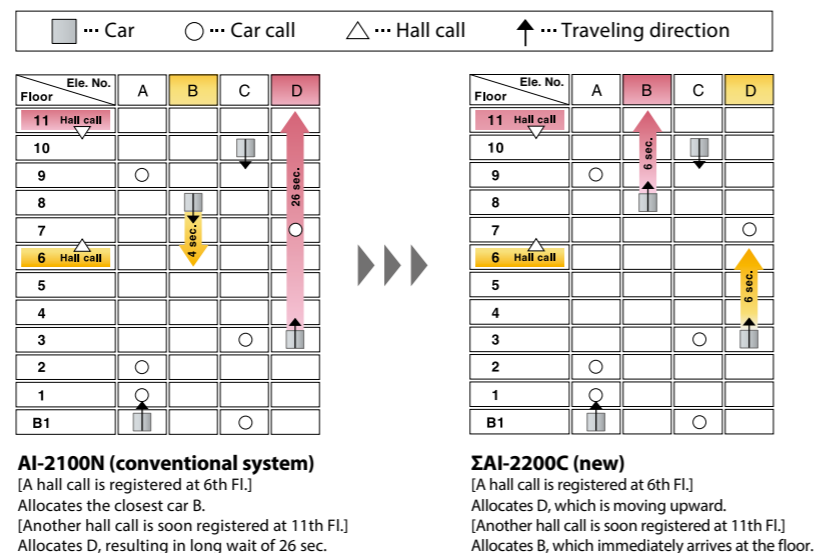 ··· Car ··· Car call ··· Hall call ··· Traveling direction
Ele. No.
Floor A B C D
11 Hall call
10
9
8
7
6 Hall call
5
4
3
2
1
B1
4 sec.
26 sec.
AI-2100N (conventional system)
[A hall call is registered at 6th Fl.]
Allocates the closest car B.
[Another hall call is soon registered at 11th Fl.]
Allocates D, resulting in long wait of 26 sec.
Ele. No.
Floor A B C D
11 Hall call
10
9
8
7
6 Hall call
5
4
3
2
1
B1
6 sec.
6 sec.
ΣAI-2200C (new)
[A hall call is registered at 6th Fl.]
Allocates D, which is moving upward.
[Another hall call is soon registered at 11th Fl.]
Allocates B, which immediately arrives at the floor.